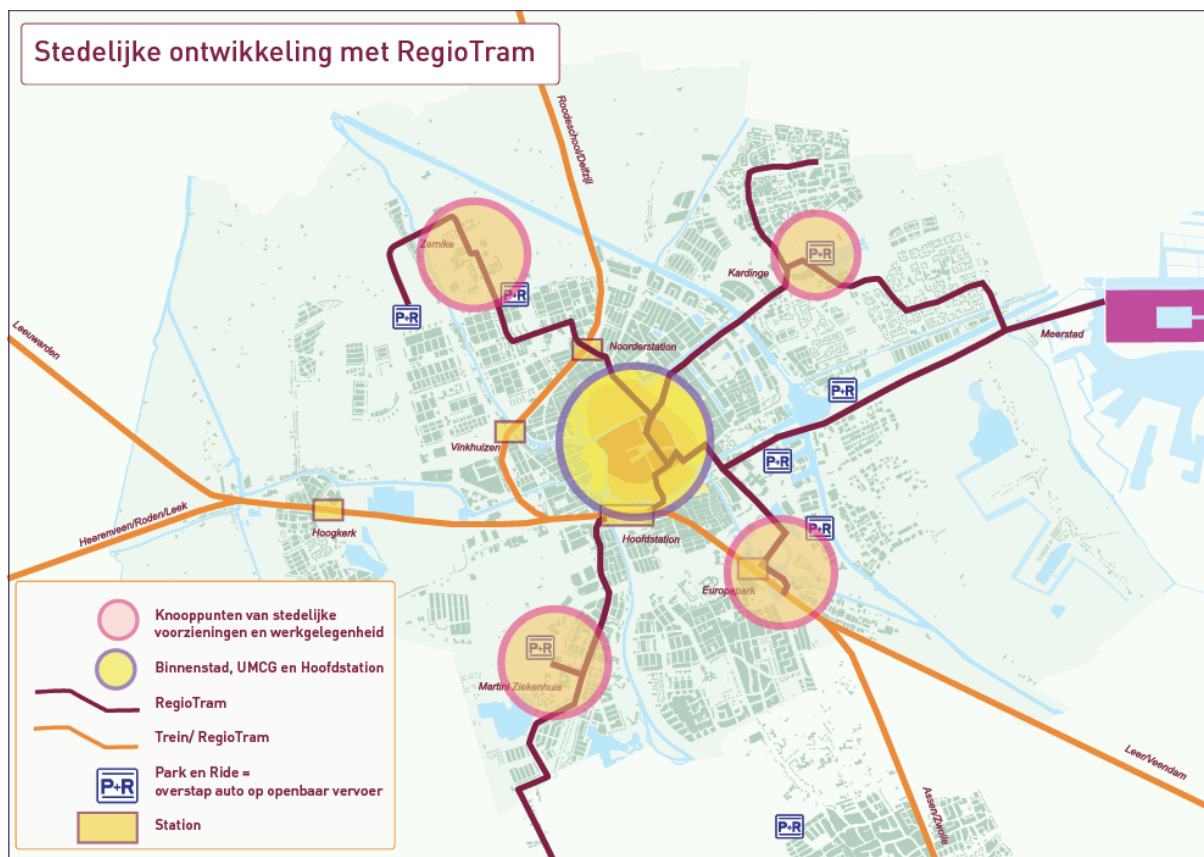 Stedelijke ontwikkeling met RegioTram
Roodeschool/Delfzijl
Zernike
P+R
P+R
P+R
Kardinge
Meerstad
Leeuwarden
Noorderstation
P+R
Vinkhuizen
P+R
Heerenveen/Roden/Leek
Hoogkerk
Hoofdstation
P+R
Europapark
P+R
Martini Ziekenhuis
Leer/Veendam
Assen/Zwolle
P+R
Knooppunten van stedelijke
voorzieningen en werkgelegenheid
Binnenstad, UMCG en Hoofdstation
RegioTram
Trein/ RegioTram
P+R
Park en Ride =
overstap auto op openbaar vervoer
Station